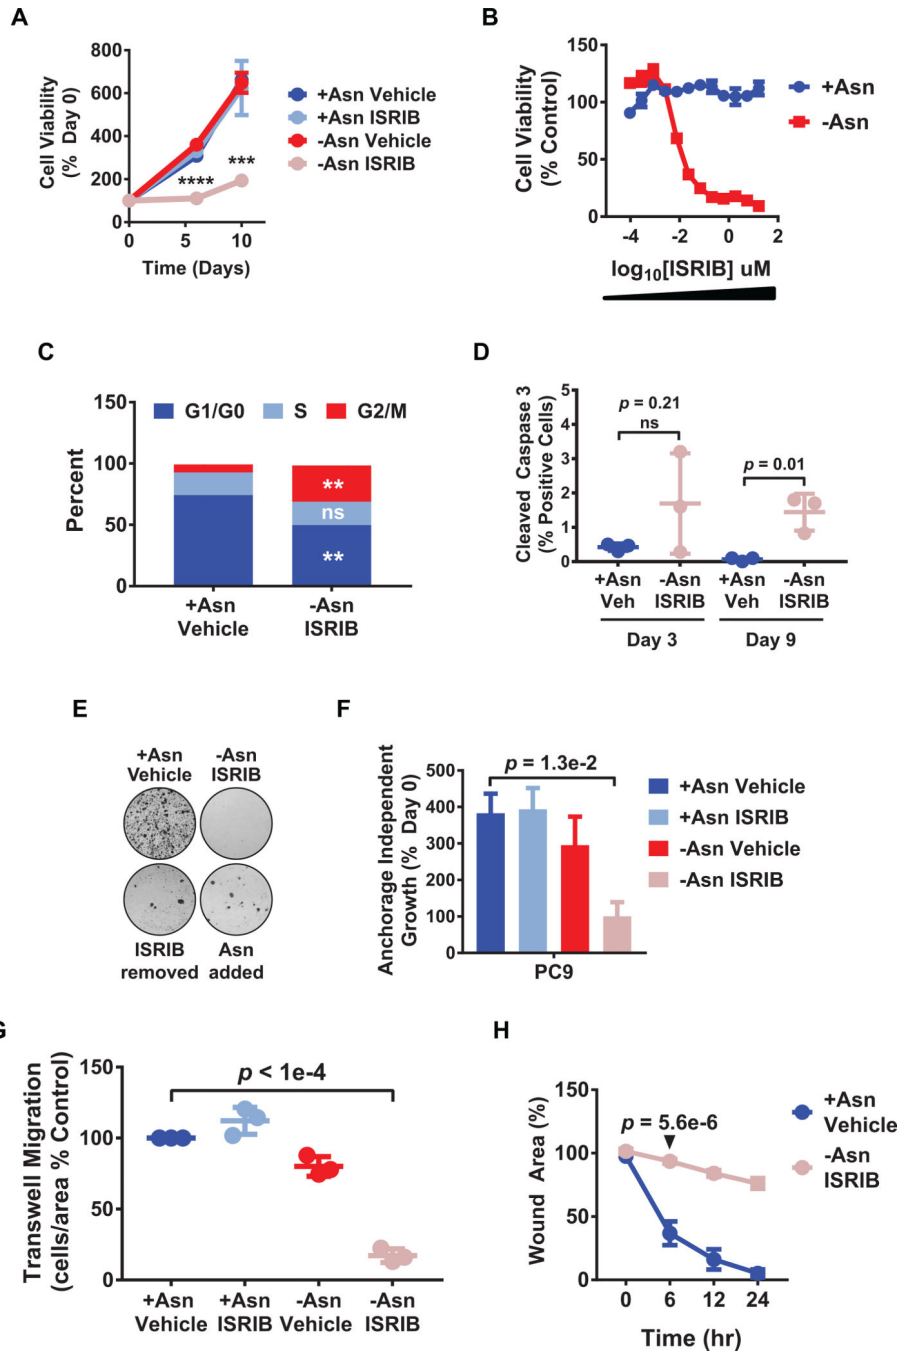 A
Cell Viability
(% Day 0)
800
600
400
200
0
0
5
10
Time (Days)
****
***
+Asn Vehicle
+Asn ISRIB
-Asn Vehicle
-Asn ISRIB
B
Cell Viability
(% Control)
150
100
50
0
-4
-2
0
2
log10[ISRIB] uM
+Asn
-Asn
C
Percent
150
100
50
0
G1/G0
S
G2/M
**
ns
**
+Asn
Vehicle
-Asn
ISRIB
D
Cleaved Caspase 3
(% Positive Cells)
5
4
3
2
1
0
p = 0.21
ns
p = 0.01
+Asn
Veh
-Asn
ISRIB
+Asn
Veh
-Asn
ISRIB
Day 3
Day 9
E
+Asn
Vehicle
-Asn
ISRIB
ISRIB
removed
Asn
added
F
Anchorage Independent
Growth (% Day 0)
500
400
300
200
100
0
p = 1.3e-2
PC9
+Asn Vehicle
+Asn ISRIB
-Asn Vehicle
-Asn ISRIB
G
Transwell Migration
(cells/area % Control)
150
100
50
0
p < 1e-4
+Asn
Vehicle
+Asn
ISRIB
-Asn
Vehicle
-Asn
ISRIB
H
Wound Area (%)
150
100
50
0
p = 5.6e-6
0
6
12
24
Time (hr)
+Asn
Vehicle
-Asn
ISRIB